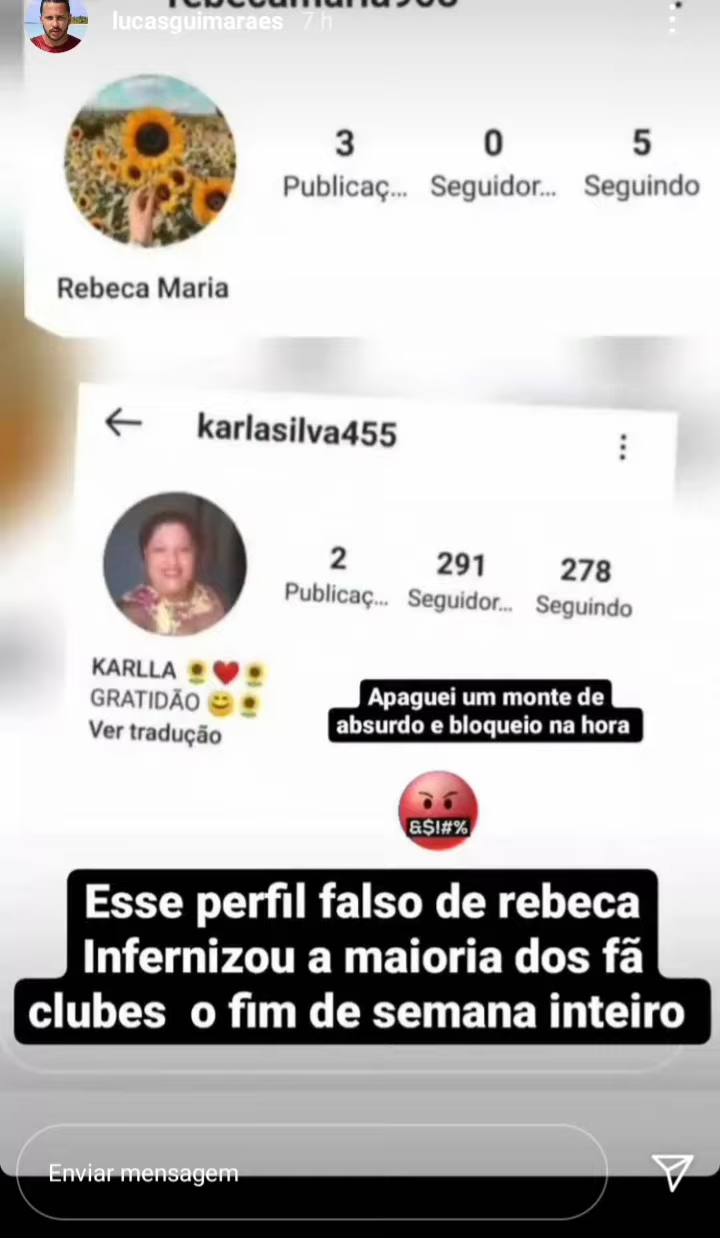 lucasguimaraes 7 h
3 0 5
Publicaç... Seguidor... Seguindo
Rebeca Maria
karlasilva455
2 291 278
Publicaç... Seguidor... Seguindo
KARLLA 🌻❤️🌻
GRATIDÃO 😊🌻
Ver tradução
Apaguei um monte de
absurdo e bloqueio na hora
&$!#%
Esse perfil falso de rebeca
Infernizou a maioria dos fã
clubes o fim de semana inteiro
Enviar mensagem